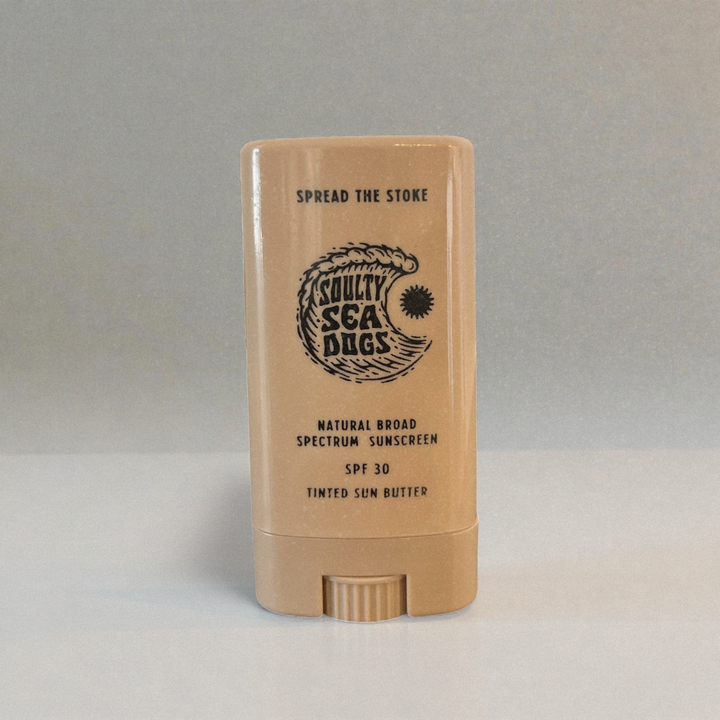 SPREAD THE STOKE
SOULTY
SEA
DOGS
NATURAL BROAD
SPECTRUM SUNSCREEN
SPF 30
TINTED SUN BUTTER